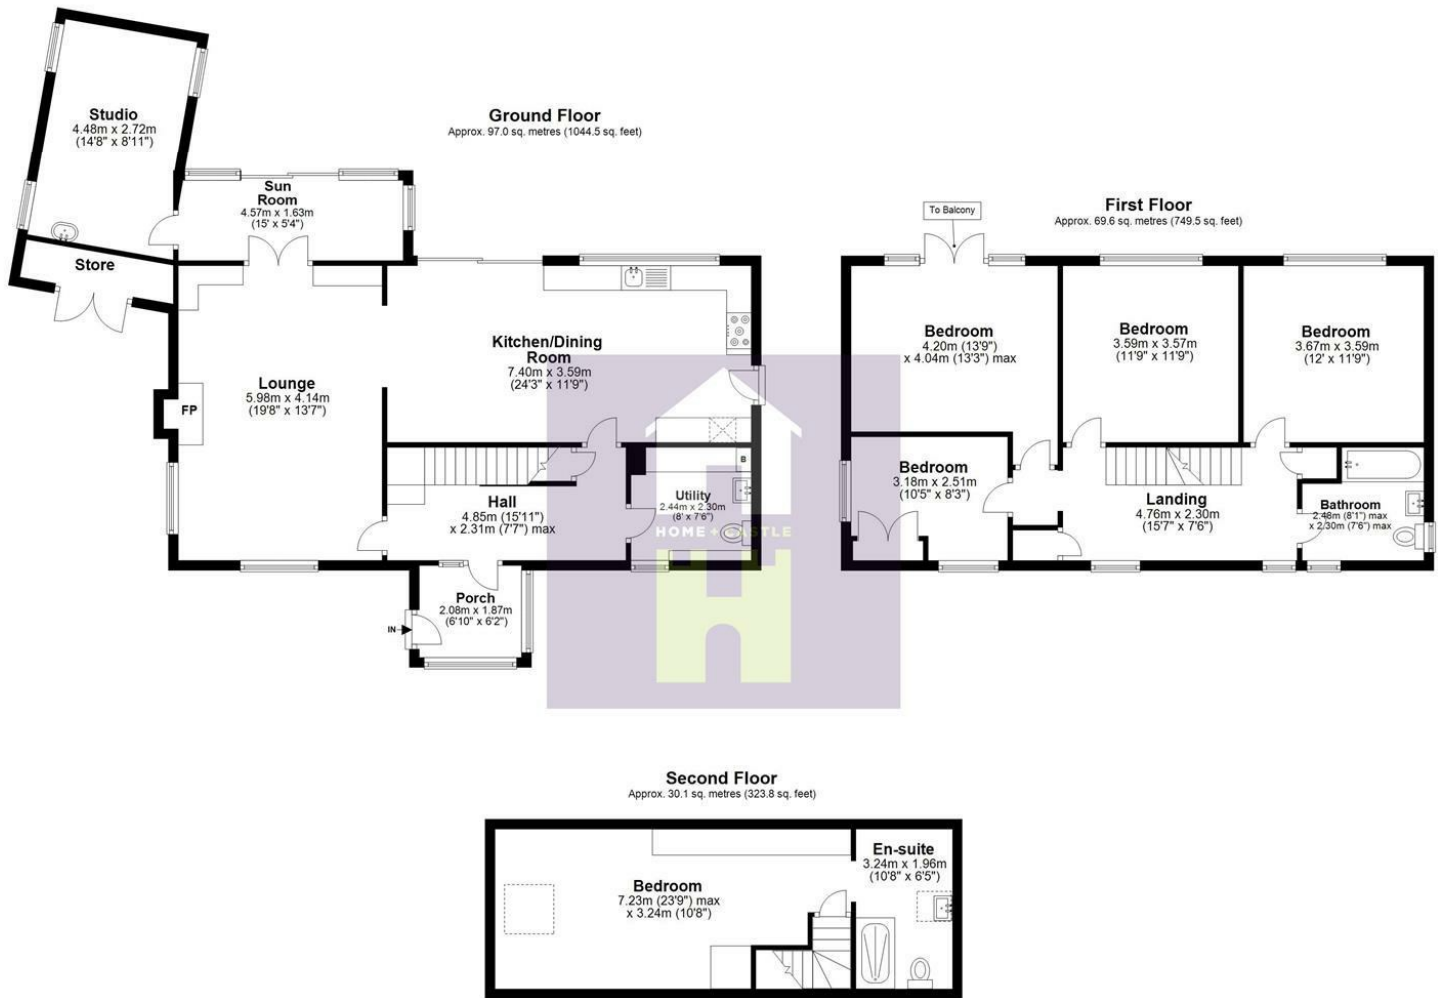 Ground Floor
Approx. 97.0 sq. metres (1044.5 sq. feet)
Studio
4.48m x 2.72m
(14'8" x 8'11")
Sun
Room
4.57m x 1.63m
(15' x 5'4")
Store
Kitchen/Dining
Room
7.40m x 3.59m
(24'3" x 11'9")
Lounge
5.98m x 4.14m
(19'8" x 13'7")
FP
Hall
4.85m (15'11")
x 2.31m (7'7") max
B
Utility
2.44m x 2.30m
(8' x 7'6")
Porch
2.08m x 1.87m
(6'10" x 6'2")
IN
HOME + CASTLE
First Floor
Approx. 69.6 sq. metres (749.5 sq. feet)
To Balcony
Bedroom
4.20m (13'9")
x 4.04m (13'3") max
Bedroom
3.59m x 3.57m
(11'9" x 11'9")
Bedroom
3.67m x 3.59m
(12' x 11'9")
Bedroom
3.18m x 2.51m
(10'5" x 8'3")
Landing
4.76m x 2.30m
(15'7" x 7'6")
Bathroom
2.48m (8'1") max
x 2.30m (7'6") max
Second Floor
Approx. 30.1 sq. metres (323.8 sq. feet)
Bedroom
7.23m (23'9") max
x 3.24m (10'8")
En-suite
3.24m x 1.96m
(10'8" x 6'5")